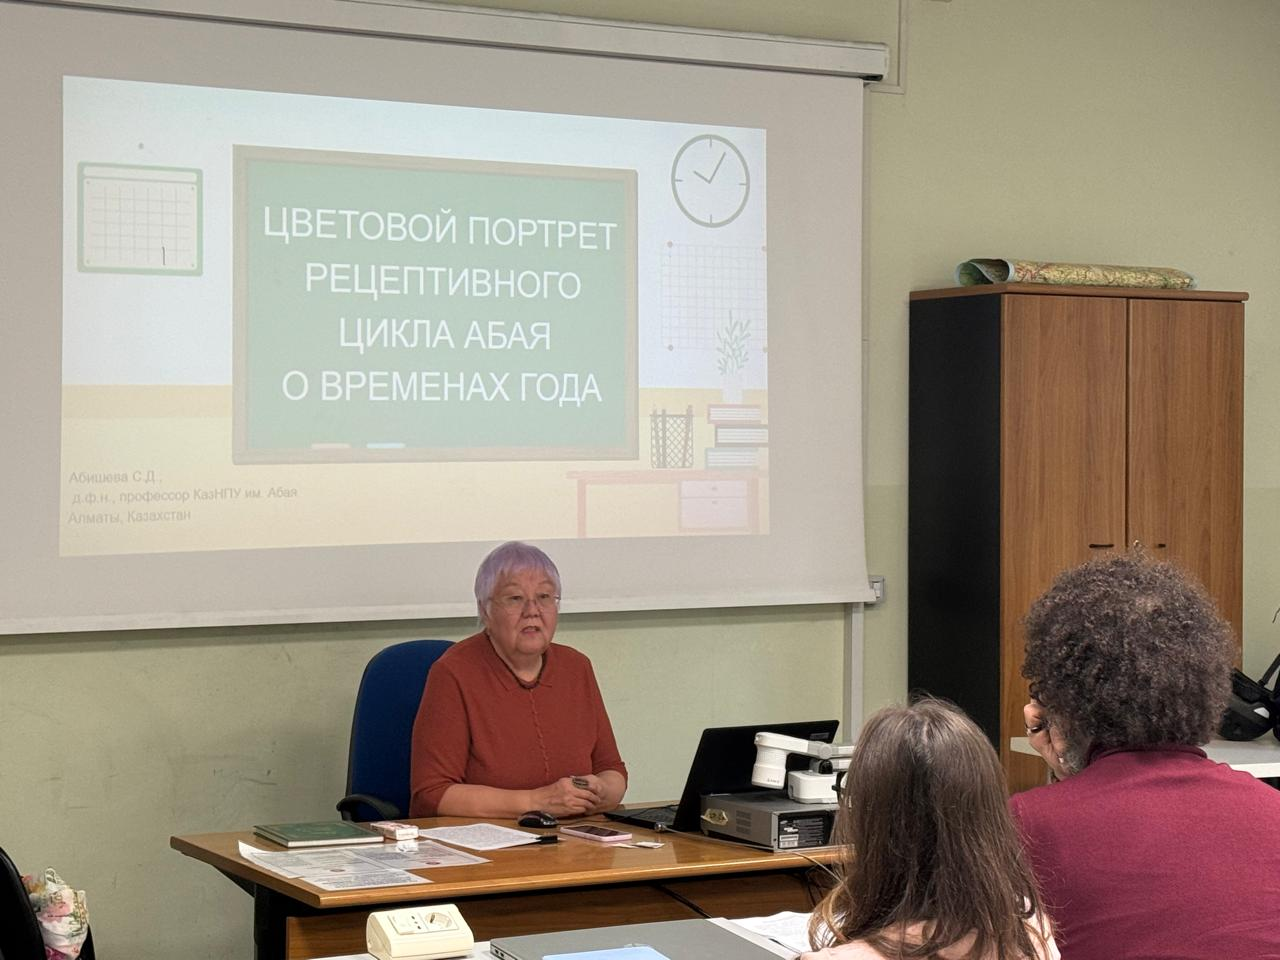 ЦВЕТОВОЙ ПОРТРЕТ
РЕЦЕПТИВНОГО
ЦИКЛА АБАЯ
О ВРЕМЕНАХ ГОДА
Абишева С.Д.,
д.ф.н., профессор КазНПУ им. Абая
Алматы, Казахстан